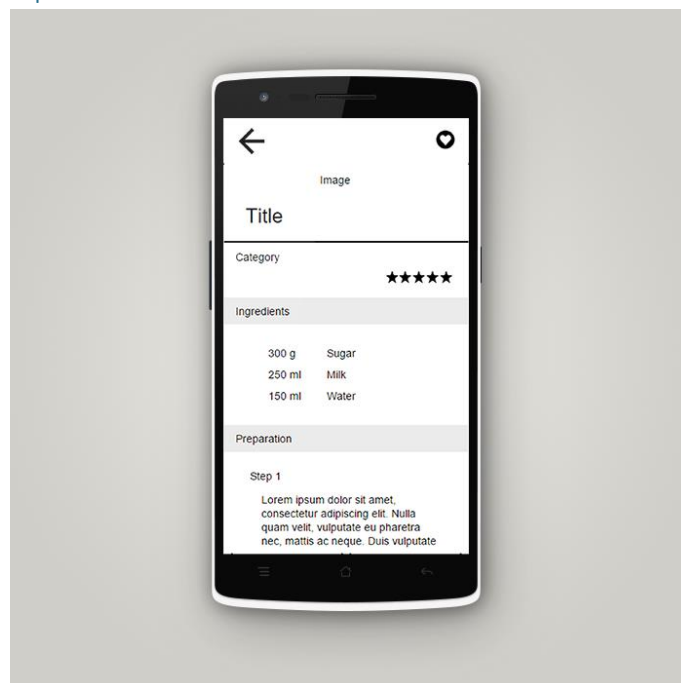 Image
Title
Category
Ingredients
300 g Sugar
250 ml Milk
150 ml Water
Preparation
Step 1
Lorem ipsum dolor sit amet,
consectetur adipiscing elit. Nulla
quam velit, vulputate eu pharetra
nec, mattis ac neque. Duis vulputate